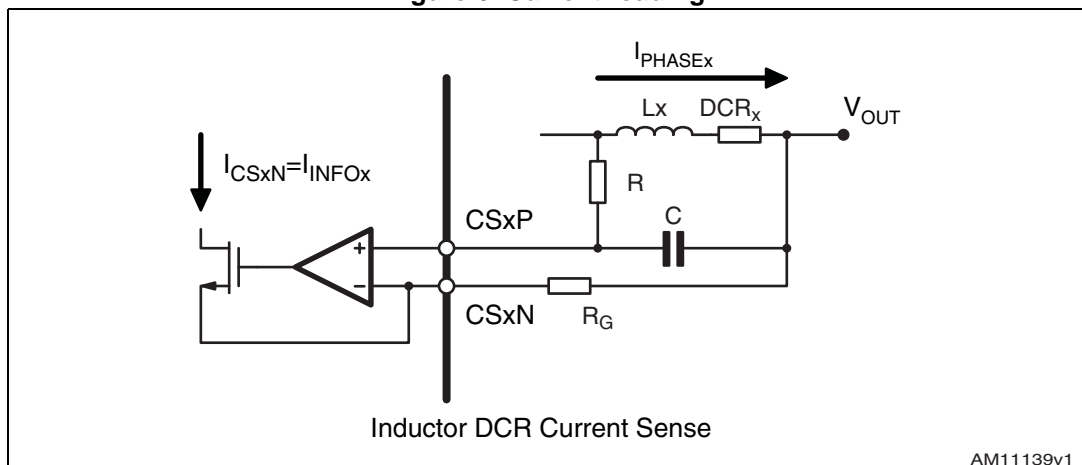 I_PHASEx
Lx DCR_x
V_OUT
I_CSxN=I_INFOx
R
CSxP
C
+
−
CSxN
R_G
Inductor DCR Current Sense
AM11139v1